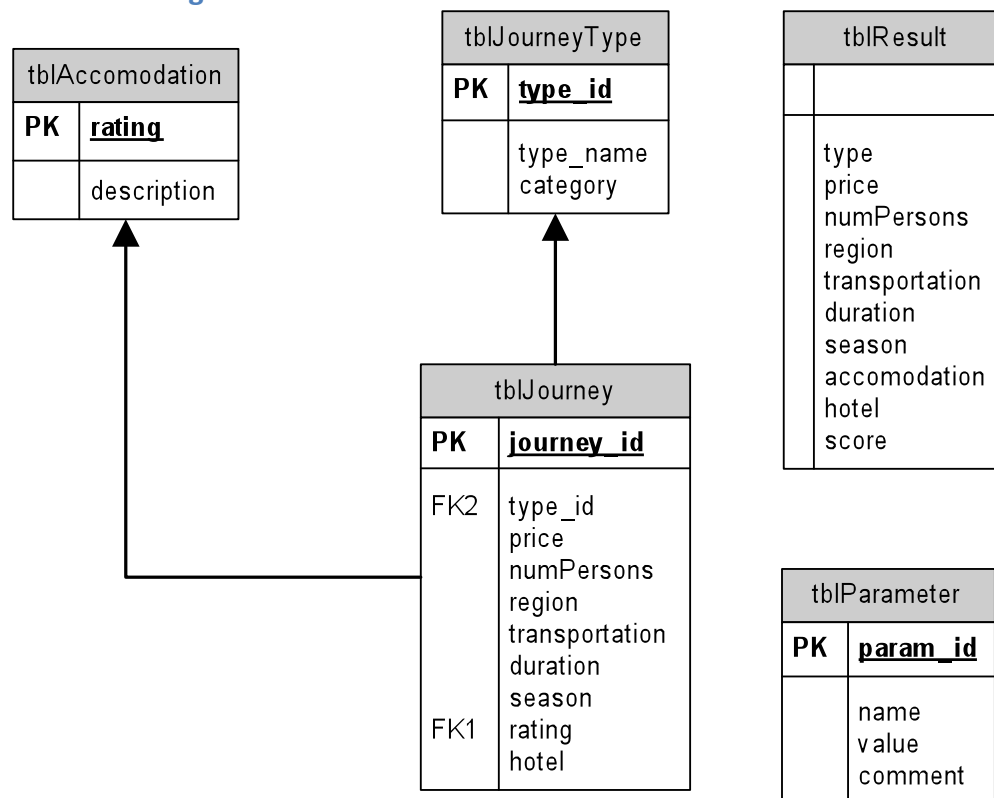 g
tblAccomodation
PK rating
description
tblJourneyType
PK type_id
type_name
category
tblResult
type
price
numPersons
region
transportation
duration
season
accomodation
hotel
score
tblJourney
PK journey_id
FK2 type_id
price
numPersons
region
transportation
duration
season
FK1 rating
hotel
tblParameter
PK param_id
name
value
comment